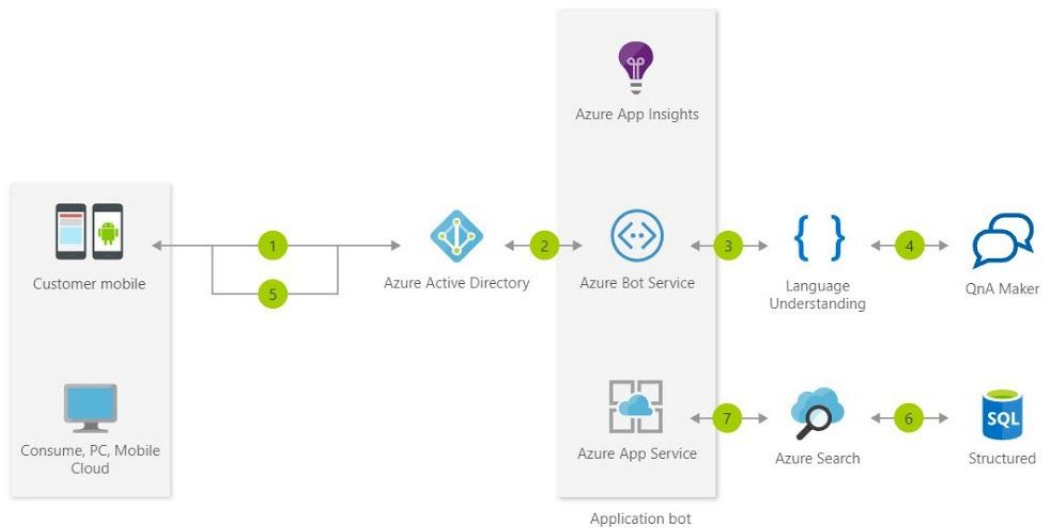 Azure App Insights
1
Customer mobile
5
Azure Active Directory
2
Azure Bot Service
3
Language
Understanding
4
QnA Maker
Consume, PC, Mobile
Cloud
Azure App Service
7
Azure Search
6
SQL
Structured
Application bot